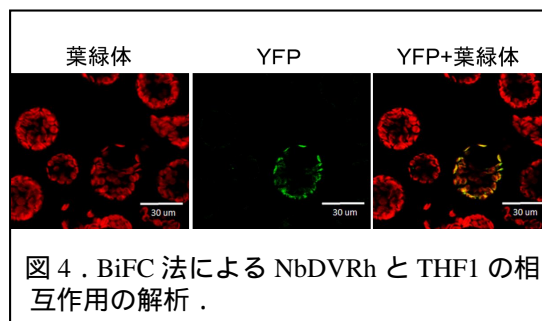 葉緑体
YFP
YFP+葉緑体
30 um
30 um
30 um
図 4 . BiFC 法による NbDVRh と THF1 の相
互作用の解析 .